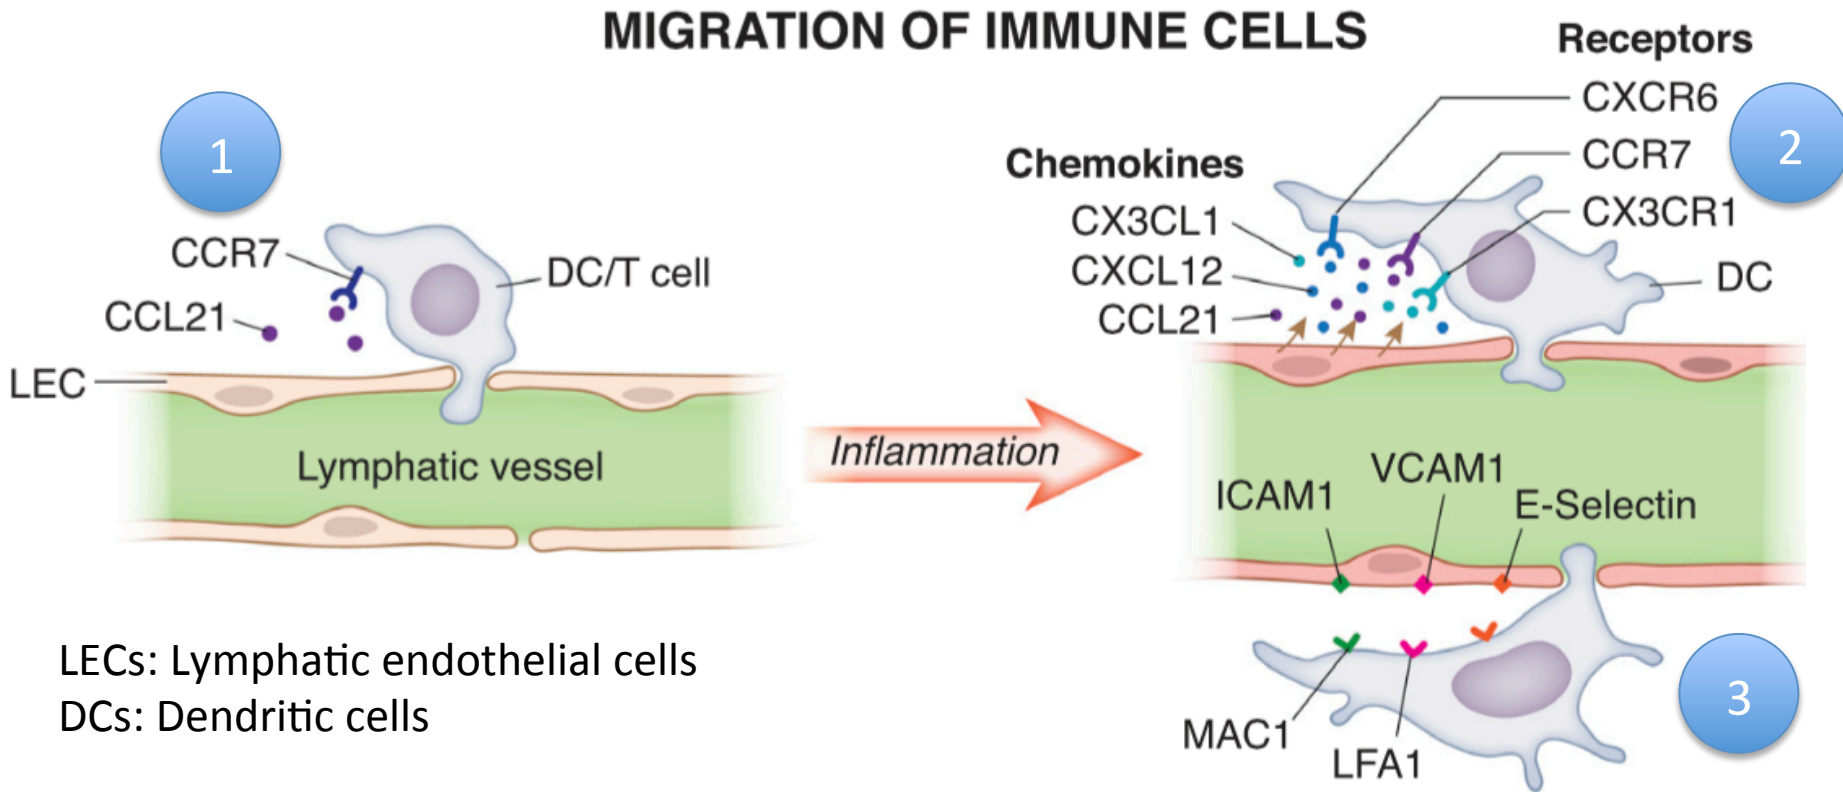 MIGRATION OF IMMUNE CELLS
1
CCR7
CCL21
DC/T cell
LEC
Lymphatic vessel
Inflammation
Receptors
CXCR6
CCR7
CX3CR1
2
Chemokines
CX3CL1
CXCL12
CCL21
DC
ICAM1
VCAM1
E-Selectin
MAC1
LFA1
3
LECs: Lymphatic endothelial cells
DCs: Dendritic cells